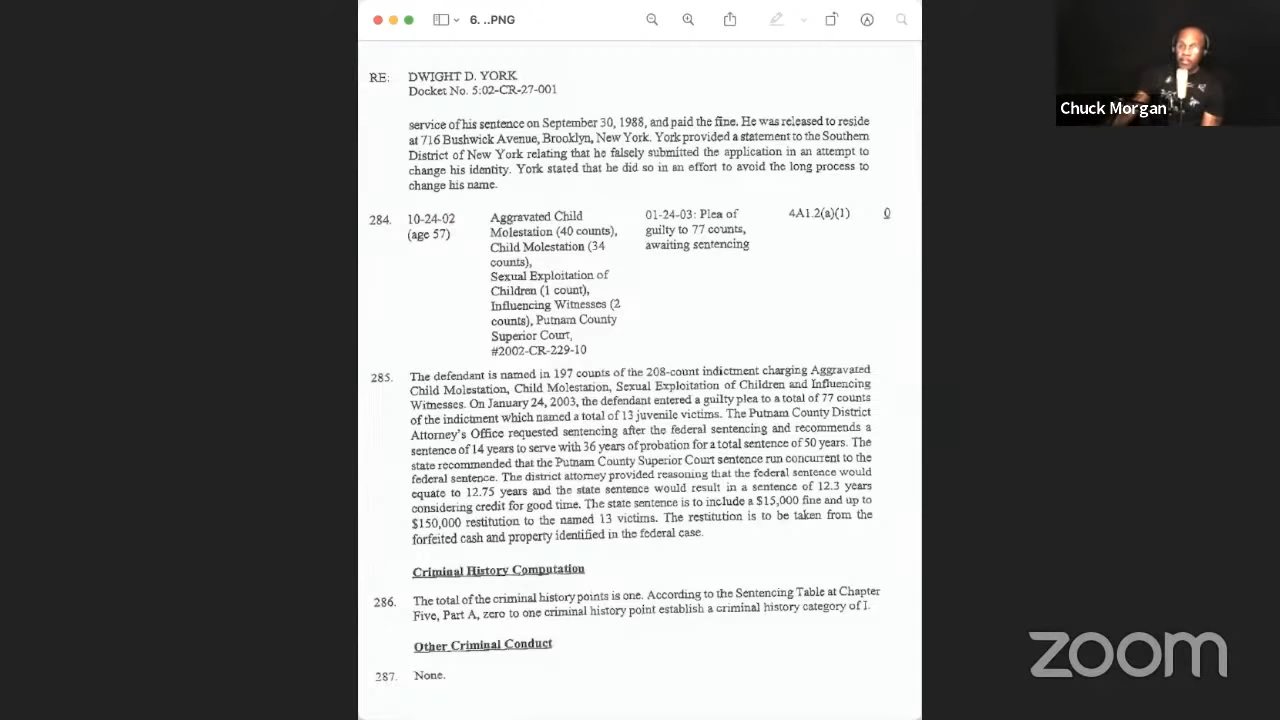 6. ..PNG
Chuck Morgan
RE: DWIGHT D. YORK
Docket No. 5:02-CR-27-001
service of his sentence on September 30, 1988, and paid the fine. He was released to reside
at 716 Bushwick Avenue, Brooklyn, New York. York provided a statement to the Southern
District of New York relating that he falsely submitted the application in an attempt to
change his identity. York stated that he did so in an effort to avoid the long process to
change his name.
284. 10-24-02 Aggravated Child 01-24-03: Plea of 4A1.2(a)(1) 0
(age 57) Molestation (40 counts), guilty to 77 counts,
Child Molestation (34 awaiting sentencing
counts),
Sexual Exploitation of
Children (1 count),
Influencing Witnesses (2
counts), Putnam County
Superior Court,
#2002-CR-229-10
285. The defendant is named in 197 counts of the 208-count indictment charging Aggravated
Child Molestation, Child Molestation, Sexual Exploitation of Children and Influencing
Witnesses. On January 24, 2003, the defendant entered a guilty plea to a total of 77 counts
of the indictment which named a total of 13 juvenile victims. The Putnam County District
Attorney's Office requested sentencing after the federal sentencing and recommends a
sentence of 14 years to serve with 36 years of probation for a total sentence of 50 years. The
state recommended that the Putnam County Superior Court sentence run concurrent to the
federal sentence. The district attorney provided reasoning that the federal sentence would
equate to 12.75 years and the state sentence would result in a sentence of 12.3 years
considering credit for good time. The state sentence is to include a $15,000 fine and up to
$150,000 restitution to the named 13 victims. The restitution is to be taken from the
forfeited cash and property identified in the federal case.
Criminal History Computation
286. The total of the criminal history points is one. According to the Sentencing Table at Chapter
Five, Part A, zero to one criminal history point establish a criminal history category of I.
Other Criminal Conduct
287. None.
zoom